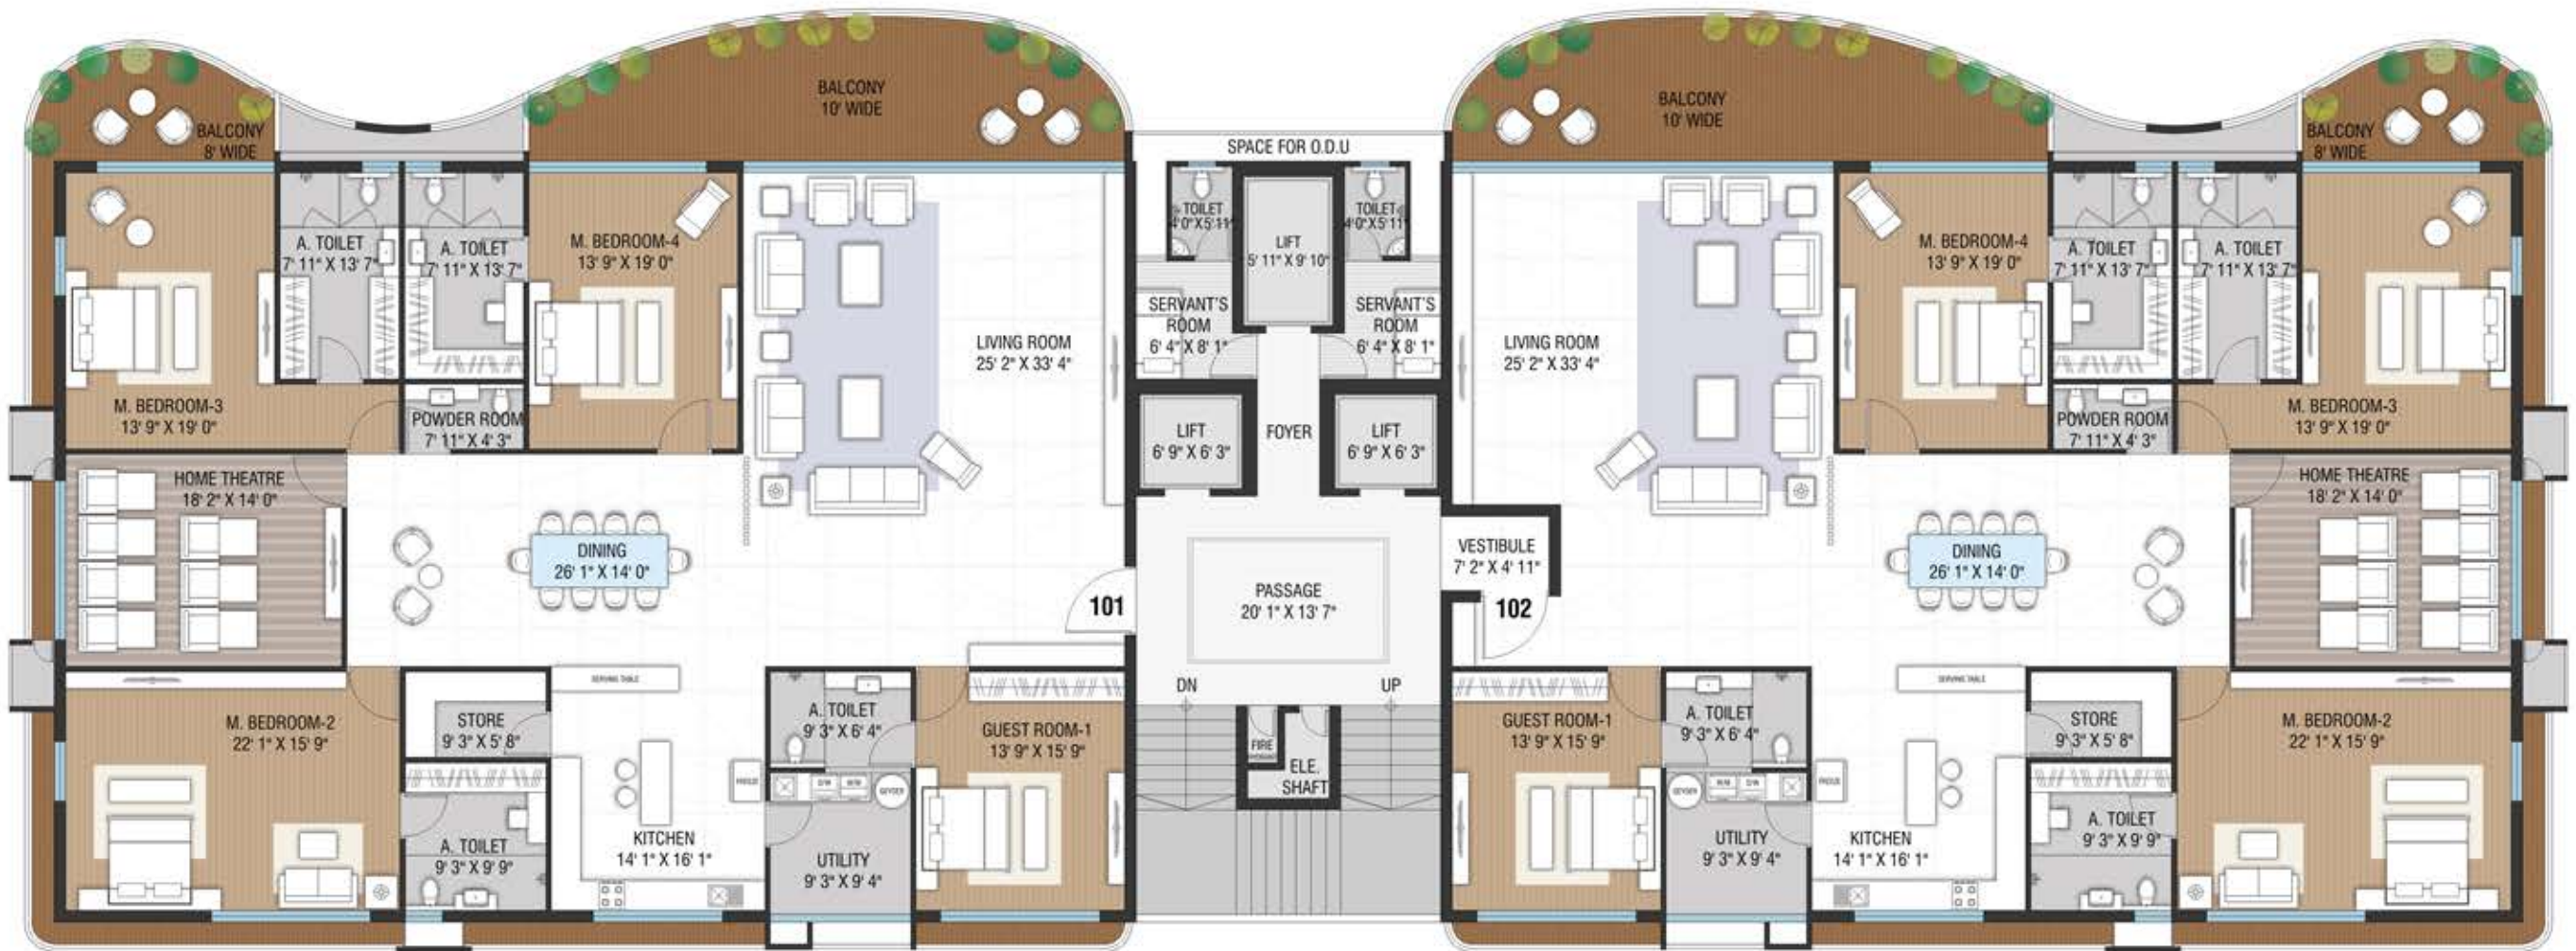 BALCONY
8' WIDE
BALCONY
10' WIDE
SPACE FOR O.D.U
BALCONY
10' WIDE
BALCONY
8' WIDE
A. TOILET
7' 11" X 13' 7"
A. TOILET
7' 11" X 13' 7"
M. BEDROOM-4
13' 9" X 19' 0"
TOILET
4'0" X 5'11"
LIFT
5' 11" X 9' 10"
TOILET
4'0" X 5'11"
M. BEDROOM-4
13' 9" X 19' 0"
A. TOILET
7' 11" X 13' 7"
A. TOILET
7' 11" X 13' 7"
LIVING ROOM
25' 2" X 33' 4"
SERVANT'S
ROOM
6' 4" X 8' 1"
SERVANT'S
ROOM
6' 4" X 8' 1"
LIVING ROOM
25' 2" X 33' 4"
M. BEDROOM-3
13' 9" X 19' 0"
POWDER ROOM
7' 11" X 4' 3"
LIFT
6' 9" X 6' 3"
FOYER
LIFT
6' 9" X 6' 3"
POWDER ROOM
7' 11" X 4' 3"
M. BEDROOM-3
13' 9" X 19' 0"
HOME THEATRE
18' 2" X 14' 0"
HOME THEATRE
18' 2" X 14' 0"
DINING
26' 1" X 14' 0"
101
PASSAGE
20' 1" X 13' 7"
VESTIBULE
7' 2" X 4' 11"
102
DINING
26' 1" X 14' 0"
SERVING TABLE
DN
UP
SERVING TABLE
M. BEDROOM-2
22' 1" X 15' 9"
STORE
9' 3" X 5' 8"
A. TOILET
9' 3" X 6' 4"
GUEST ROOM-1
13' 9" X 15' 9"
FIRE
ELE.
SHAFT
GUEST ROOM-1
13' 9" X 15' 9"
A. TOILET
9' 3" X 6' 4"
STORE
9' 3" X 5' 8"
M. BEDROOM-2
22' 1" X 15' 9"
FRIDGE
D/W
W/M
GEYSER
GEYSER
W/M
D/W
FRIDGE
A. TOILET
9' 3" X 9' 9"
KITCHEN
14' 1" X 16' 1"
UTILITY
9' 3" X 9' 4"
UTILITY
9' 3" X 9' 4"
KITCHEN
14' 1" X 16' 1"
A. TOILET
9' 3" X 9' 9"